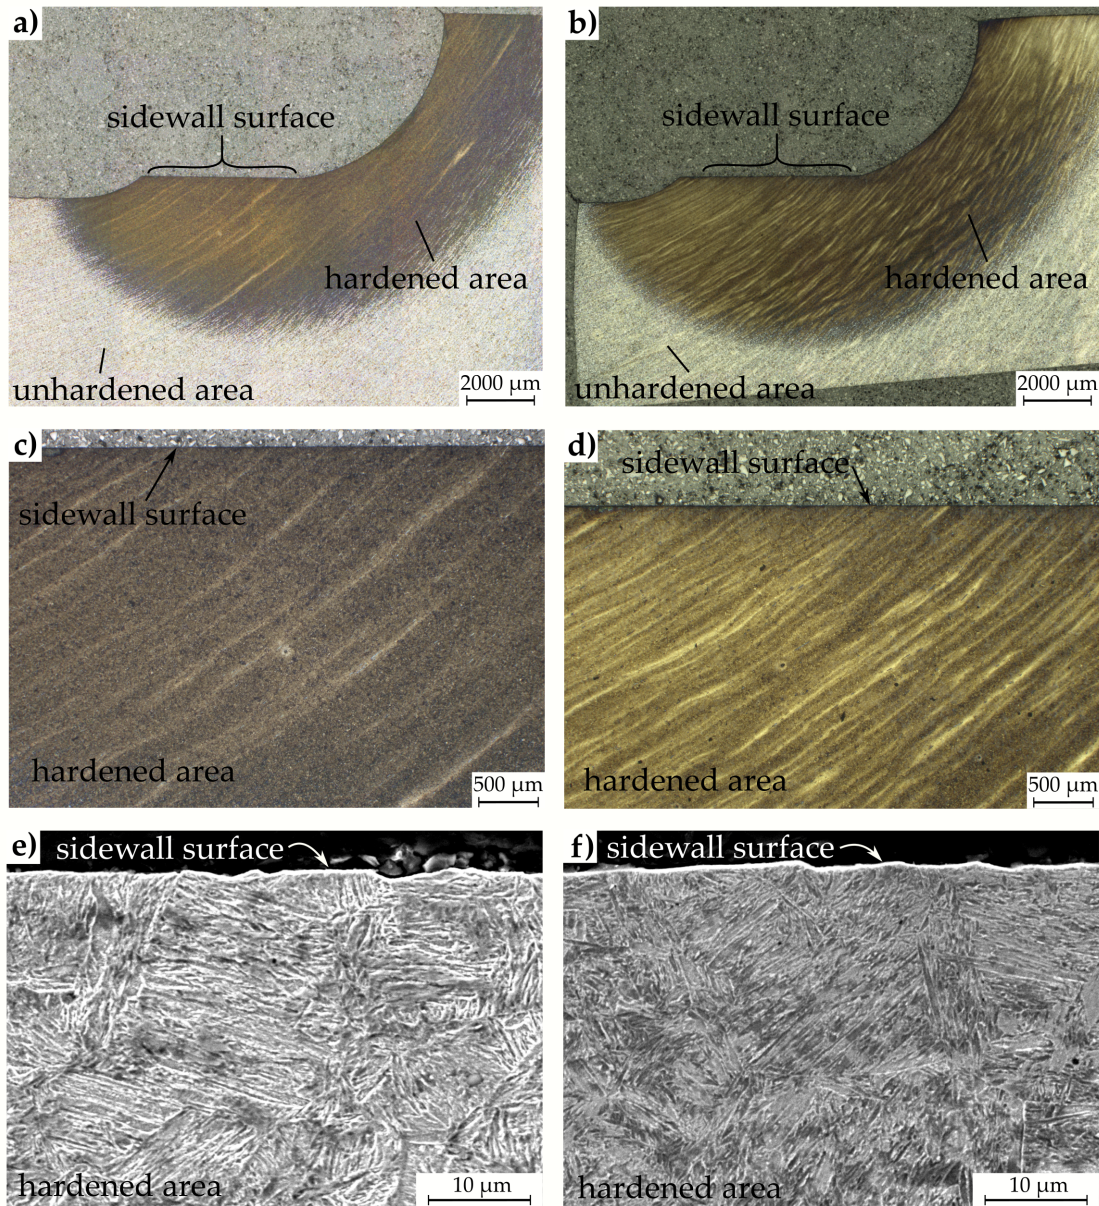 a)
sidewall surface
hardened area
unhardened area
2000 µm
b)
sidewall surface
hardened area
unhardened area
2000 µm
c)
sidewall surface
hardened area
500 µm
d)
sidewall surface
hardened area
500 µm
e)
sidewall surface
hardened area
10 µm
f)
sidewall surface
hardened area
10 µm